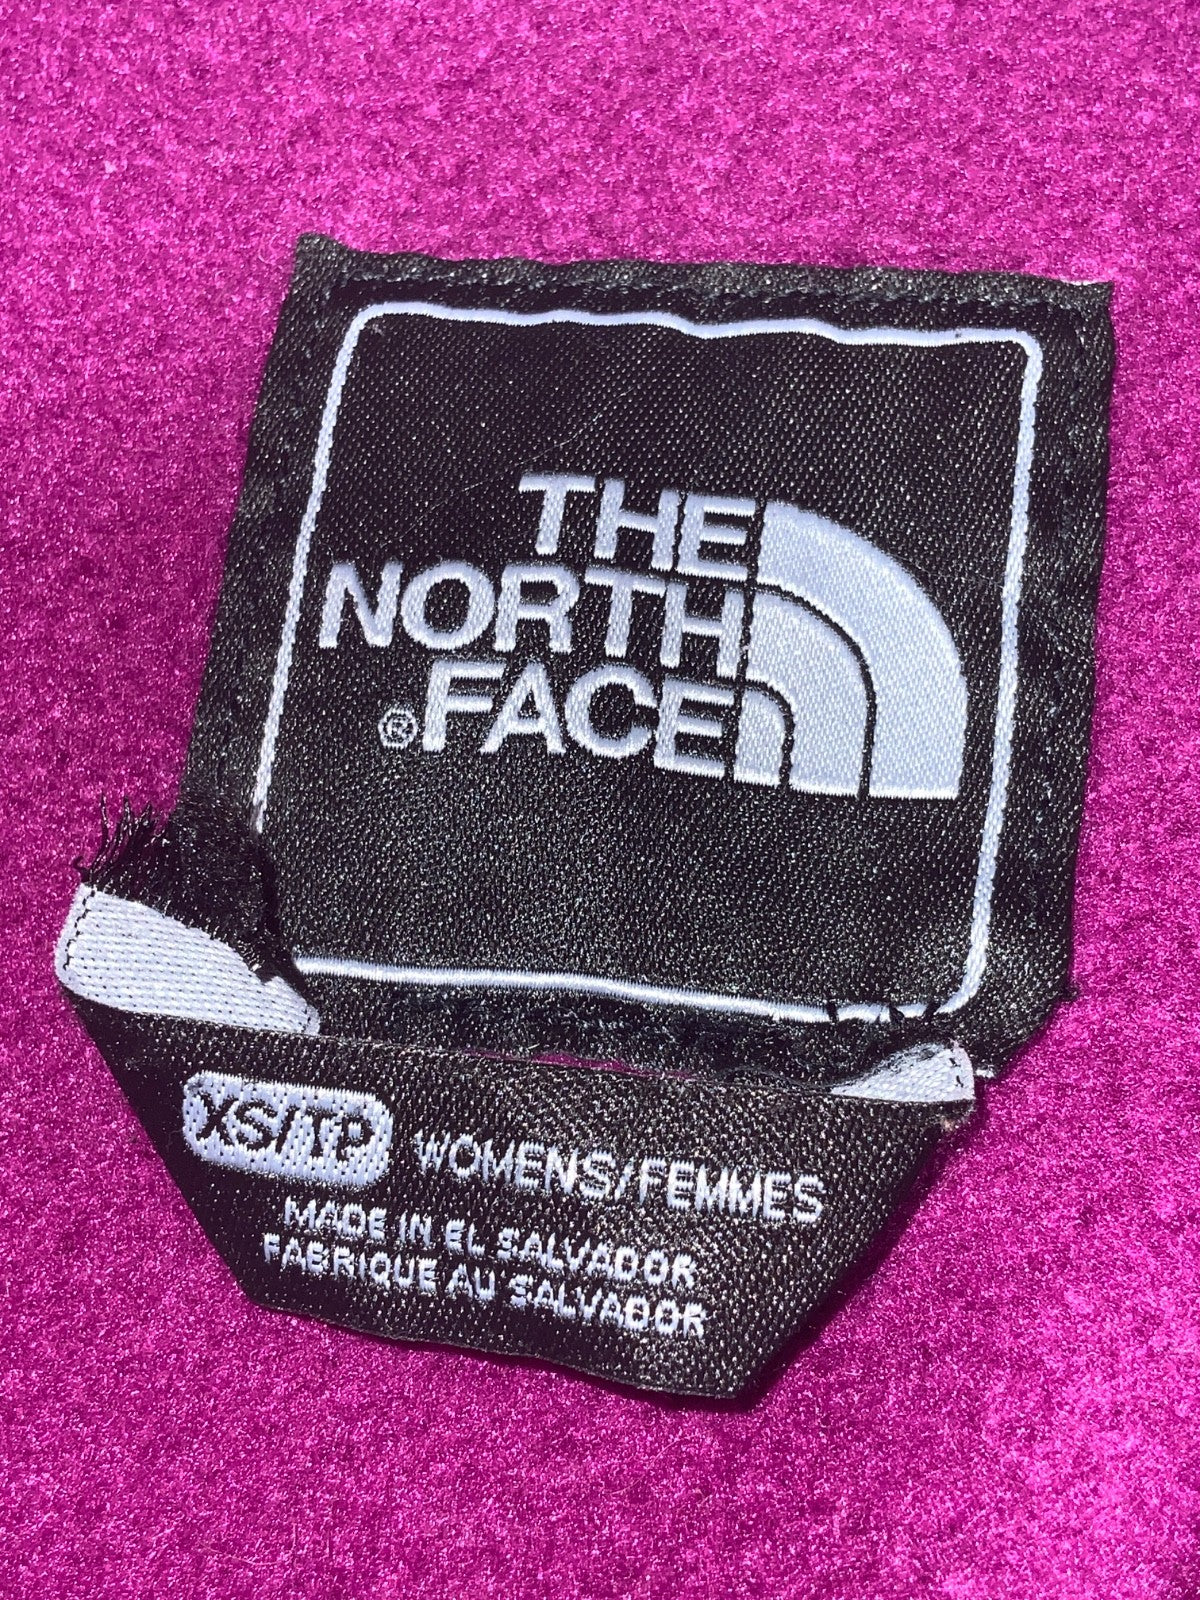 THE
NORTH
® FACE
XS/TP WOMENS/FEMMES
MADE IN EL SALVADOR
FABRIQUE AU SALVADOR